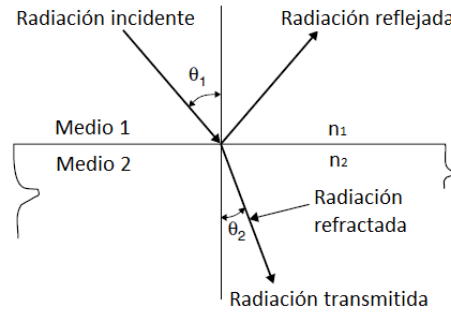 Radiación incidente
Radiación reflejada
θ1
Medio 1
n1
Medio 2
n2
θ2
Radiación
refractada
Radiación transmitida